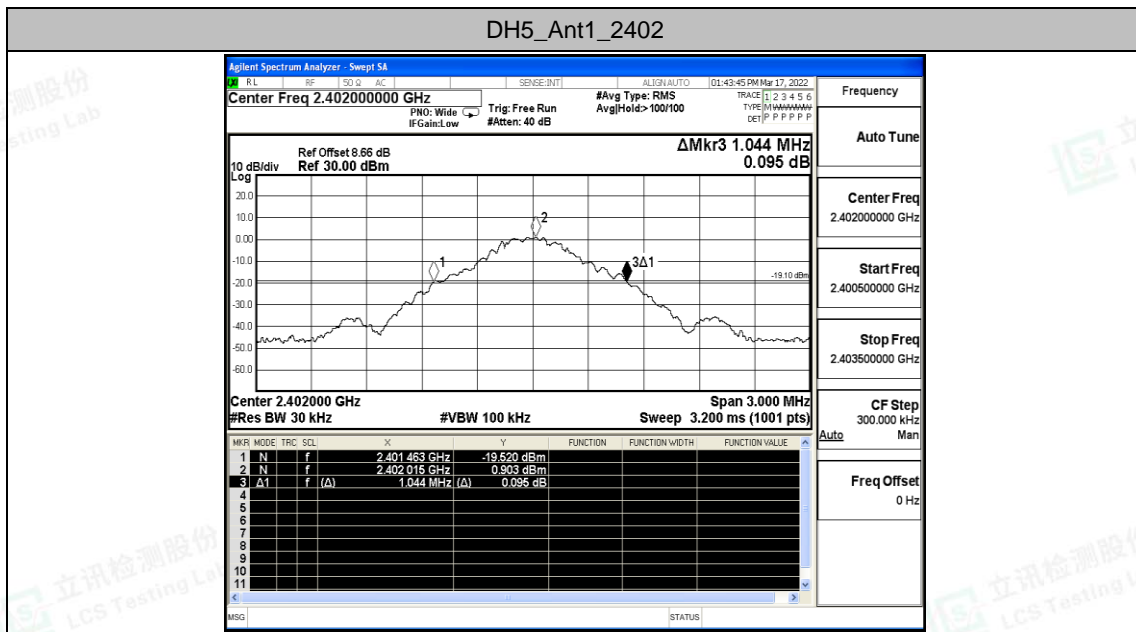 DH5_Ant1_2402
Agilent Spectrum Analyzer - Swept SA
RL RF 50 Ω AC SENSE:INT ALIGN AUTO 01:43:45 PM Mar 17, 2022
Center Freq 2.402000000 GHz
PNO: Wide
IFGain:Low
Trig: Free Run
#Atten: 40 dB
#Avg Type: RMS
Avg|Hold:> 100/100
TRACE 1 2 3 4 5 6
TYPE M
DET P P P P P P
Frequency
Auto Tune
Center Freq
2.402000000 GHz
Start Freq
2.400500000 GHz
Stop Freq
2.403500000 GHz
CF Step
300.000 kHz
Auto Man
Freq Offset
0 Hz
ΔMkr3 1.044 MHz
0.095 dB
Ref Offset 8.66 dB
10 dB/div Ref 30.00 dBm
Log
20.0
10.0
0.00
-10.0
-20.0
-30.0
-40.0
-50.0
-60.0
1
2
3Δ1
-19.10 dBm
Center 2.402000 GHz Span 3.000 MHz
#Res BW 30 kHz #VBW 100 kHz Sweep 3.200 ms (1001 pts)
MKR MODE TRC SCL X Y FUNCTION FUNCTION WIDTH FUNCTION VALUE
1 N f 2.401 463 GHz -19.520 dBm
2 N f 2.402 015 GHz 0.903 dBm
3 Δ1 f (Δ) 1.044 MHz (Δ) 0.095 dB
4
5
6
7
8
9
10
11
MSG STATUS
立讯检测股份
LCS Testing Lab